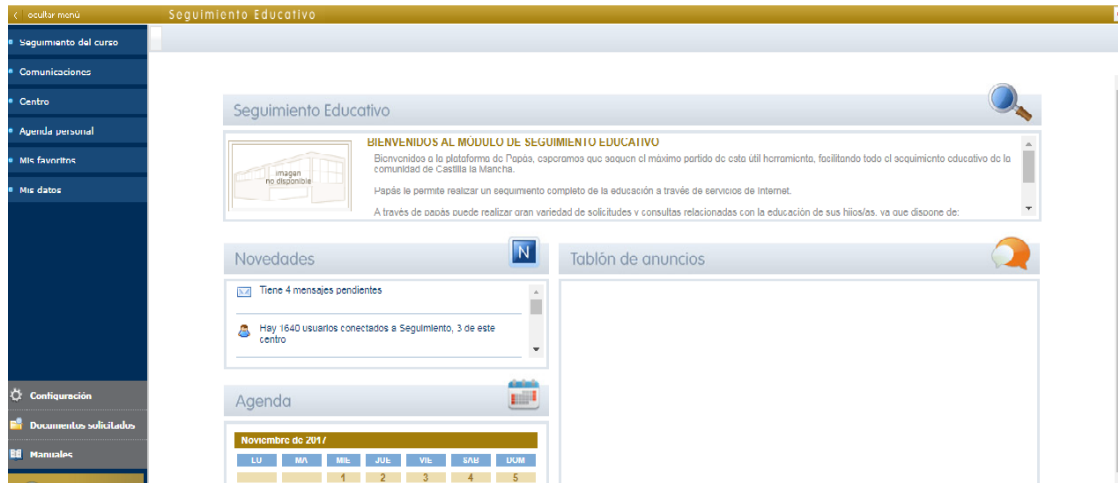 ocultar menú
Seguimiento Educativo
Seguimiento del curso
Comunicaciones
Centro
Agenda personal
Mis favoritos
Mis datos
Configuración
Documentos solicitados
Manuales
Seguimiento Educativo
imagen
no disponible
BIENVENIDOS AL MÓDULO DE SEGUIMIENTO EDUCATIVO
Bienvenidos a la plataforma de Papás, esperamos que saquen el máximo partido de esta útil herramienta, facilitando todo el seguimiento educativo de la
comunidad de Castilla la Mancha.
Papás le permite realizar un seguimiento completo de la educación a través de servicios de Internet.
A través de papás puede realizar gran variedad de solicitudes y consultas relacionadas con la educación de sus hijos/as, ya que dispone de:
Novedades
N
Tiene 4 mensajes pendientes
Hay 1640 usuarios conectados a Seguimiento, 3 de este
centro
Tablón de anuncios
Agenda
Noviembre de 2017
LU MA MIE JUE VIE SAB DOM
1 2 3 4 5